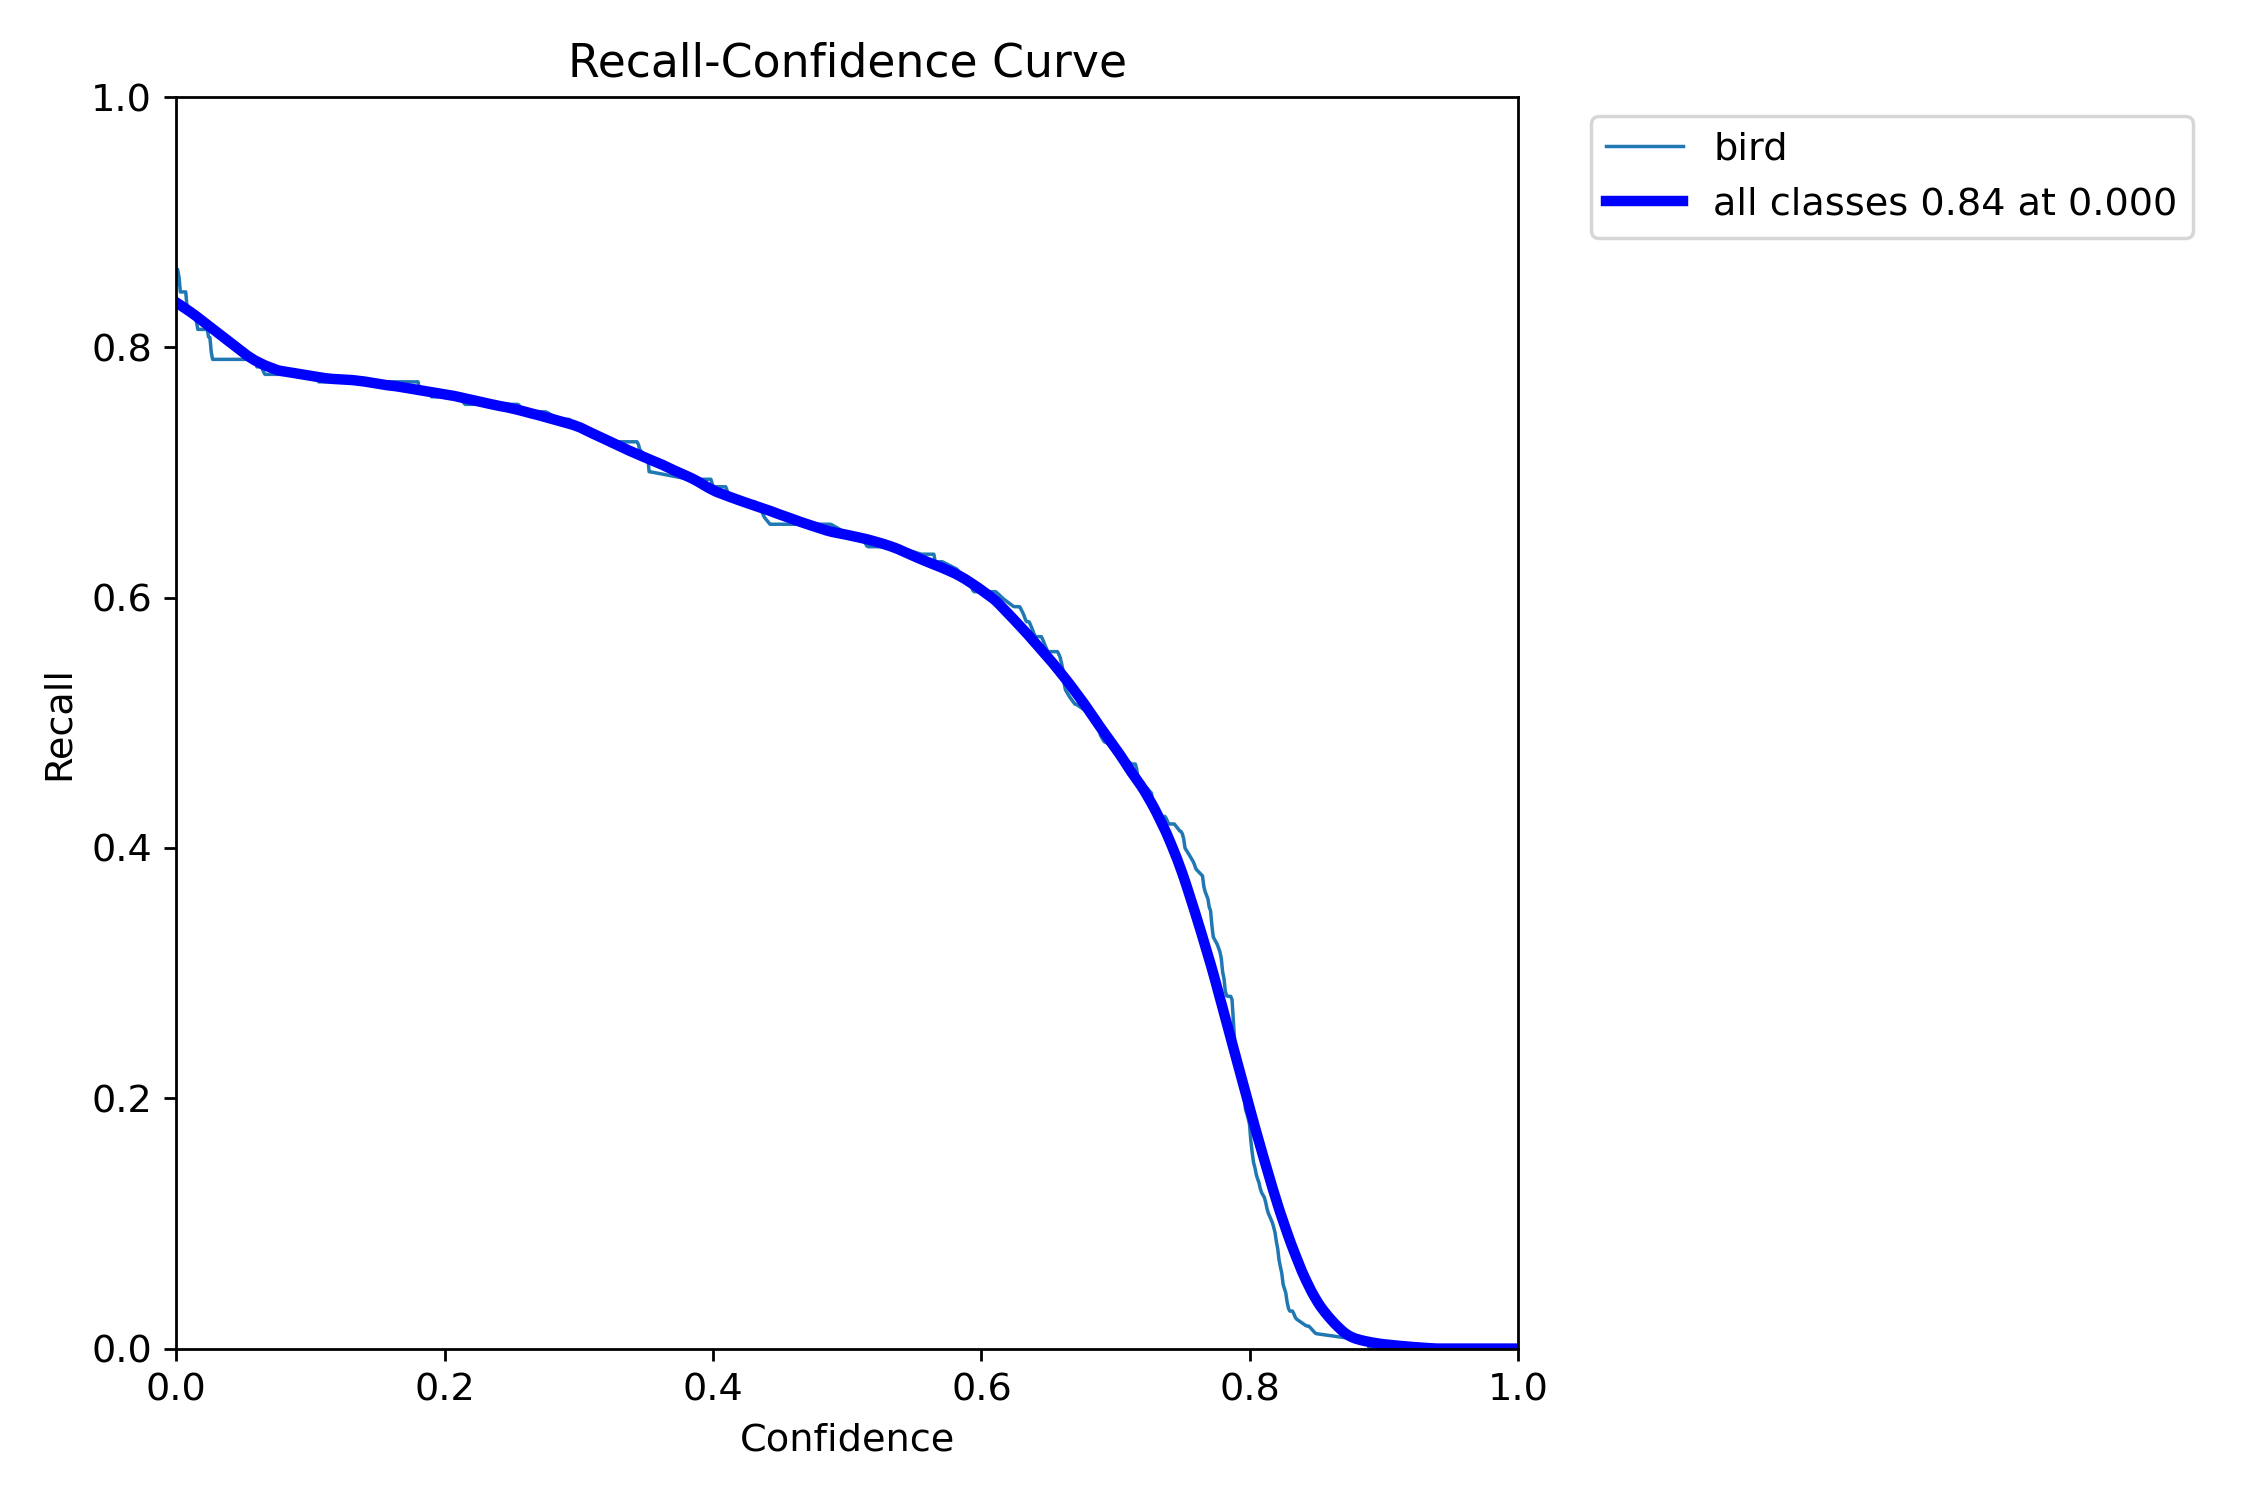 Recall-Confidence Curve
1.0
0.8
0.6
0.4
0.2
0.0
Recall
0.0 0.2 0.4 0.6 0.8 1.0
Confidence
bird
all classes 0.84 at 0.000